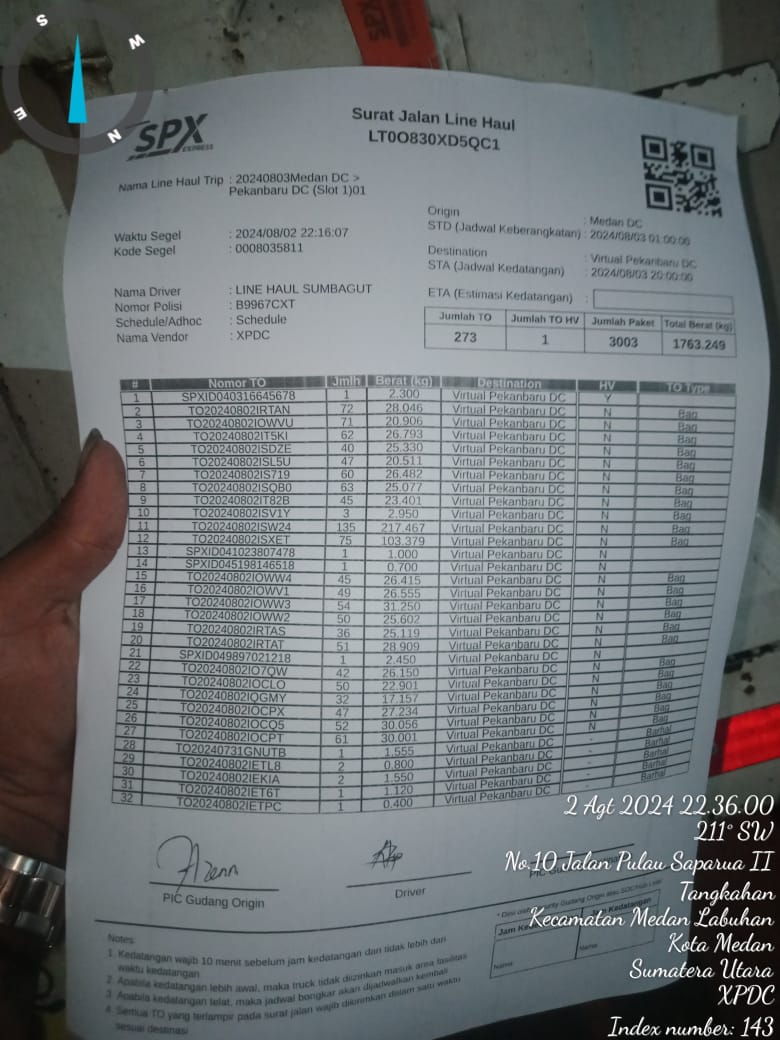 S
W
E
N
SPX
EXPRESS
Surat Jalan Line Haul
LT0O830XD5QC1
Nama Line Haul Trip : 20240803Medan DC >
Pekanbaru DC (Slot 1)01
Waktu Segel : 2024/08/02 22:16:07
Kode Segel : 0008035811
Origin : Medan DC
STD (Jadwal Keberangkatan) : 2024/08/03 01:00:00
Destination : Virtual Pekanbaru DC
STA (Jadwal Kedatangan) : 2024/08/03 20:00:00
ETA (Estimasi Kedatangan) :
Nama Driver : LINE HAUL SUMBAGUT
Nomor Polisi : B9967CXT
Schedule/Adhoc : Schedule
Nama Vendor : XPDC
Jumlah TO Jumlah TO HV Jumlah Paket Total Berat (kg)
273 1 3003 1763.249
# Nomor TO Jmlh Berat (kg) Destination HV TO Type
1 SPXID040316645678 1 2.300 Virtual Pekanbaru DC Y
2 TO20240802IRTAN 72 28.046 Virtual Pekanbaru DC N Bag
3 TO20240802IOWVU 71 20.906 Virtual Pekanbaru DC N Bag
4 TO20240802IT5KI 62 26.793 Virtual Pekanbaru DC N Bag
5 TO20240802ISDZE 40 25.330 Virtual Pekanbaru DC N Bag
6 TO20240802ISL5U 47 20.511 Virtual Pekanbaru DC N Bag
7 TO20240802IS719 60 26.482 Virtual Pekanbaru DC N Bag
8 TO20240802ISQB0 63 25.077 Virtual Pekanbaru DC N Bag
9 TO20240802IT82B 45 23.401 Virtual Pekanbaru DC N Bag
10 TO20240802ISV1Y 3 2.950 Virtual Pekanbaru DC N Bag
11 TO20240802ISW24 135 217.467 Virtual Pekanbaru DC N Bag
12 TO20240802ISXET 75 103.379 Virtual Pekanbaru DC N Bag
13 SPXID041023807478 1 1.000 Virtual Pekanbaru DC N
14 SPXID045198146518 1 0.700 Virtual Pekanbaru DC N
15 TO20240802IOWW4 45 26.415 Virtual Pekanbaru DC N Bag
16 TO20240802IOWV1 49 26.555 Virtual Pekanbaru DC N Bag
17 TO20240802IOWW3 54 31.250 Virtual Pekanbaru DC N Bag
18 TO20240802IOWW2 50 25.602 Virtual Pekanbaru DC N Bag
19 TO20240802IRTAS 36 25.119 Virtual Pekanbaru DC N Bag
20 TO20240802IRTAT 51 28.909 Virtual Pekanbaru DC N Bag
21 SPXID049897021218 1 2.450 Virtual Pekanbaru DC N
22 TO20240802IO7QW 42 26.150 Virtual Pekanbaru DC N Bag
23 TO20240802IOCLO 50 22.901 Virtual Pekanbaru DC N Bag
24 TO20240802IQGMY 32 17.157 Virtual Pekanbaru DC N Bag
25 TO20240802IOCPX 47 27.234 Virtual Pekanbaru DC N Bag
26 TO20240802IOCQ5 52 30.056 Virtual Pekanbaru DC N Bag
27 TO20240802IOCPT 61 30.001 Virtual Pekanbaru DC N Bag
28 TO20240731GNUTB 1 1.555 Virtual Pekanbaru DC - Barhal
29 TO20240802IETL8 2 0.800 Virtual Pekanbaru DC - Barhal
30 TO20240802IEKIA 2 1.550 Virtual Pekanbaru DC - Barhal
31 TO20240802IET6T 1 1.120 Virtual Pekanbaru DC - Barhal
32 TO20240802IETPC 1 0.400 Virtual Pekanbaru DC
PIC Gudang Origin
Driver
Notes:
1. Kedatangan wajib 10 menit sebelum jam kedatangan dan tidak lebih dari
waktu kedatangan
2. Apabila kedatangan lebih awal, maka truck tidak diizinkan masuk area fasilitas
3. Apabila kedatangan telat, maka jadwal bongkar akan dijadwalkan kembali
4. Semua TO yang terlampir pada surat jalan wajib dikirimkan dalam satu waktu
sesuai destinasi
Nama
Nama
2 Agt 2024 22.36.00
211° SW
No.10 Jalan Pulau Saparua II
Tangkahan
Kecamatan Medan Labuhan
Kota Medan
Sumatera Utara
XPDC
Index number: 143